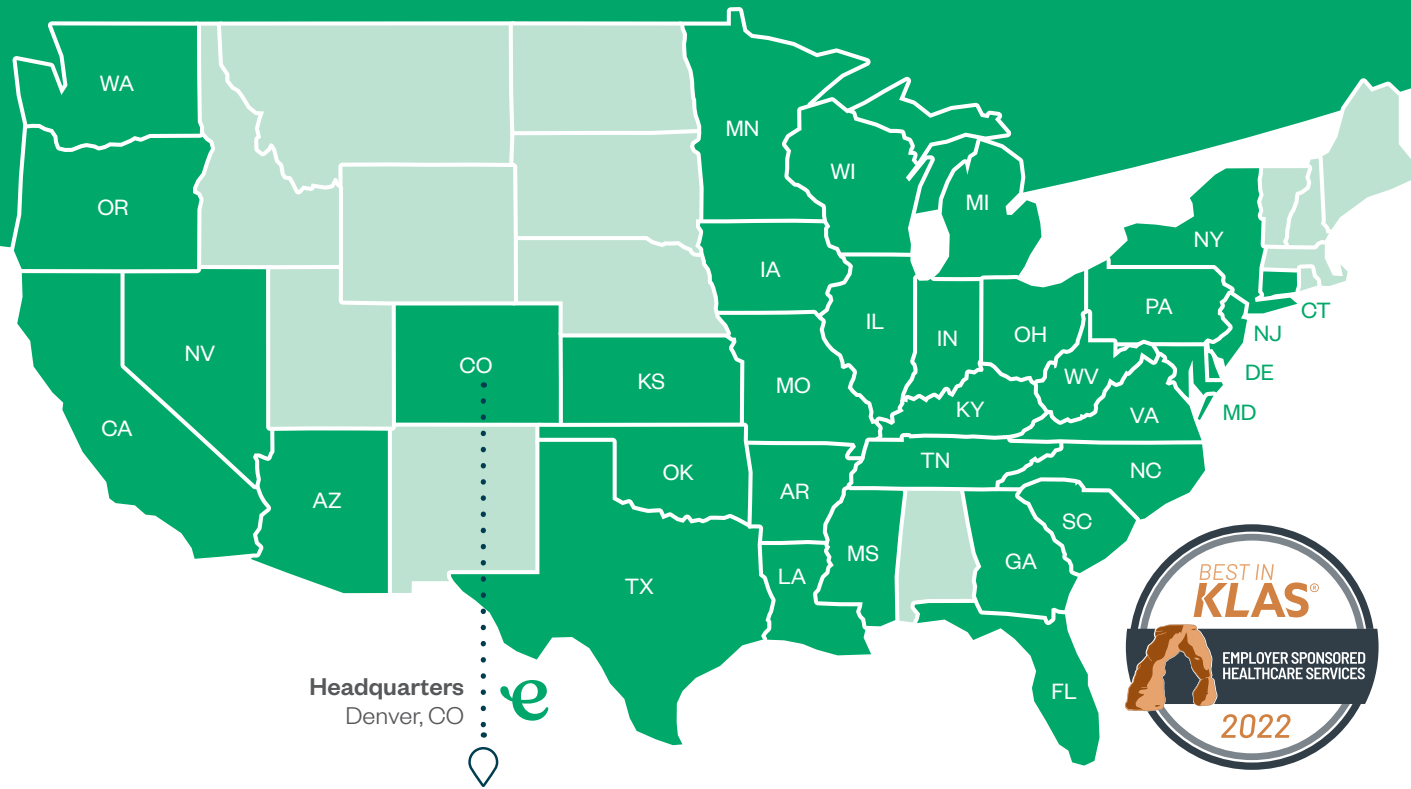 WA
MN
WI
OR
MI
NY
IA
PA
CT
IL
NJ
IN
OH
NV
CO
DE
WV
KS
MO
KY
MD
VA
CA
TN
NC
OK
AR
AZ
SC
MS
GA
LA
TX
BEST IN
KLAS®
EMPLOYER SPONSORED
HEALTHCARE SERVICES
2022
Headquarters
Denver, CO
e
FL